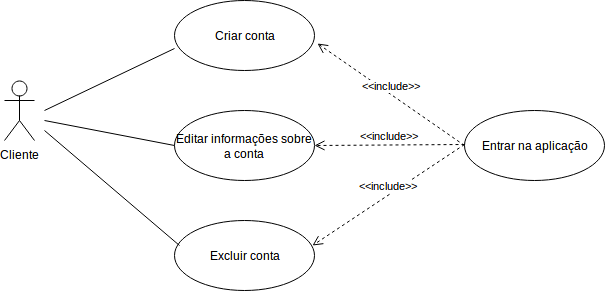 Criar conta
<<include>>
Cliente
Editar informações sobre
a conta
<<include>>
Entrar na aplicação
<<include>>
Excluir conta